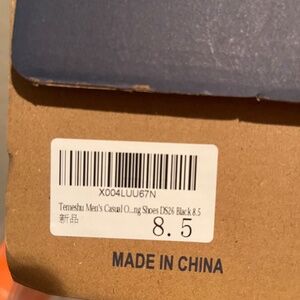 X004LUU67N
Temeshu Men's Casual O...ng Shoes DS26 Black 8.5
新品
8.5
MADE IN CHINA